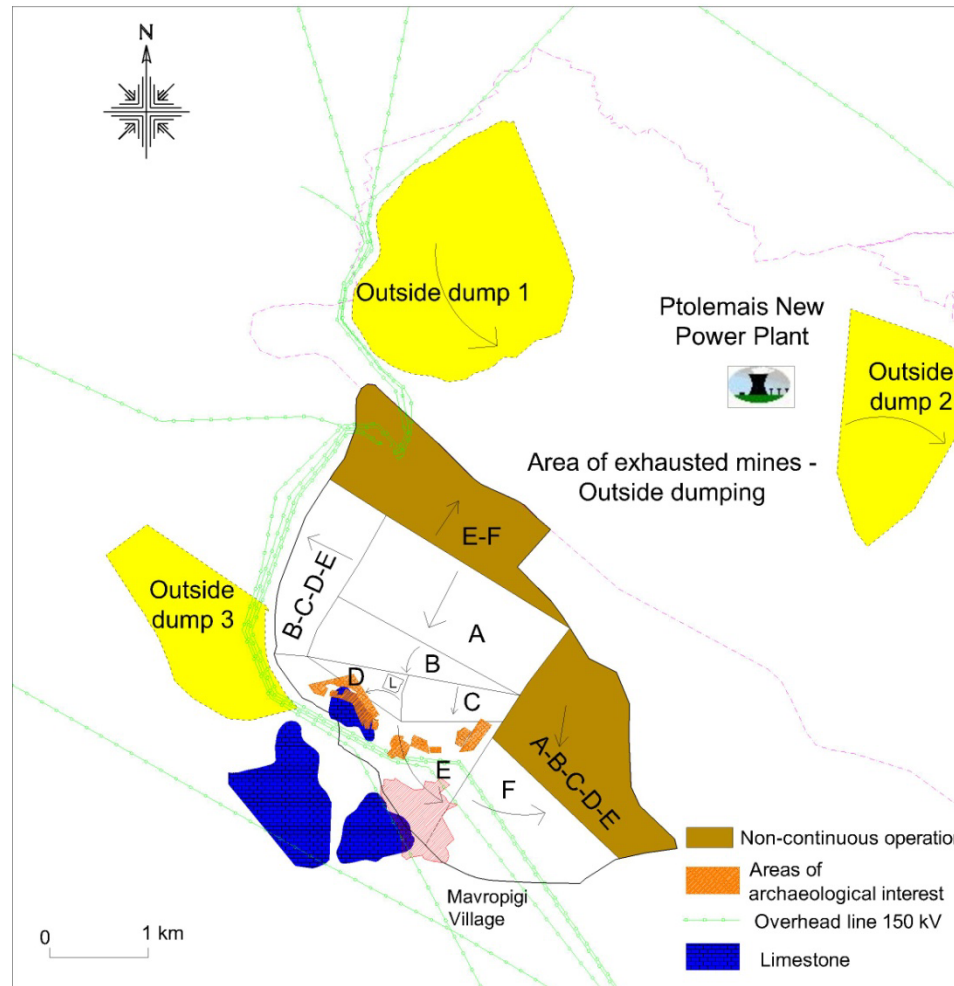 N
Outside dump 1
Ptolemais New
Power Plant
Outside
dump 2
Area of exhausted mines -
Outside dumping
E-F
B-C-D-E
Outside
dump 3
A
B
D
L
C
E
F
A-B-C-D-E
Mavropigi
Village
0 1 km
Non-continuous operation
Areas of
archaeological interest
Overhead line 150 kV
Limestone